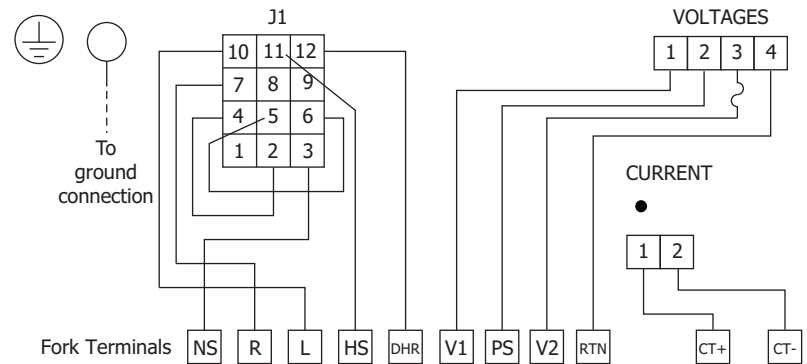 J1
VOLTAGES
10 11 12
7 8 9
4 5 6
1 2 3
1 2 3 4
To
ground
connection
CURRENT
1 2
Fork Terminals NS R L HS DHR V1 PS V2 RTN CT+ CT-